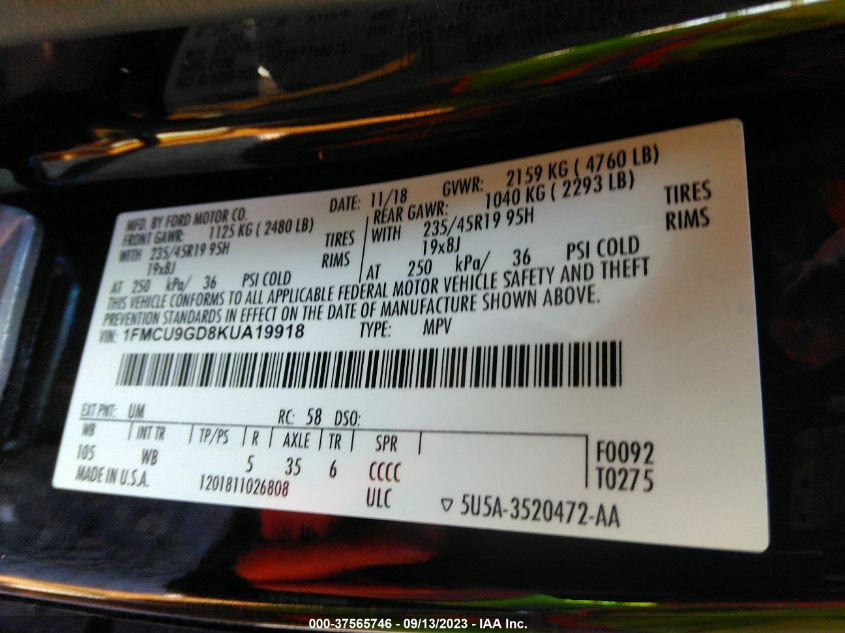 MFD. BY FORD MOTOR CO.
DATE: 11/18 GVWR: 2159 KG ( 4760 LB)
FRONT GAWR: 1125 KG ( 2480 LB)
WITH 235/45R19 95H TIRES
19x8J RIMS
AT 250 kPa/ 36 PSI COLD
REAR GAWR: 1040 KG ( 2293 LB)
WITH 235/45R19 95H TIRES
19x8J RIMS
AT 250 kPa/ 36 PSI COLD
THIS VEHICLE CONFORMS TO ALL APPLICABLE FEDERAL MOTOR VEHICLE SAFETY AND THEFT
PREVENTION STANDARDS IN EFFECT ON THE DATE OF MANUFACTURE SHOWN ABOVE.
VIN: 1FMCU9GD8KUA19918 TYPE: MPV
EXT PNT: UM RC: 58 DSO:
WB INT TR TP/PS R AXLE TR SPR
105 WB 5 35 6 CCCC
F0092
T0275
MADE IN U.S.A. 1201811026808 ULC
▽ 5U5A-3520472-AA
000-37565746 - 09/13/2023 - IAA Inc.